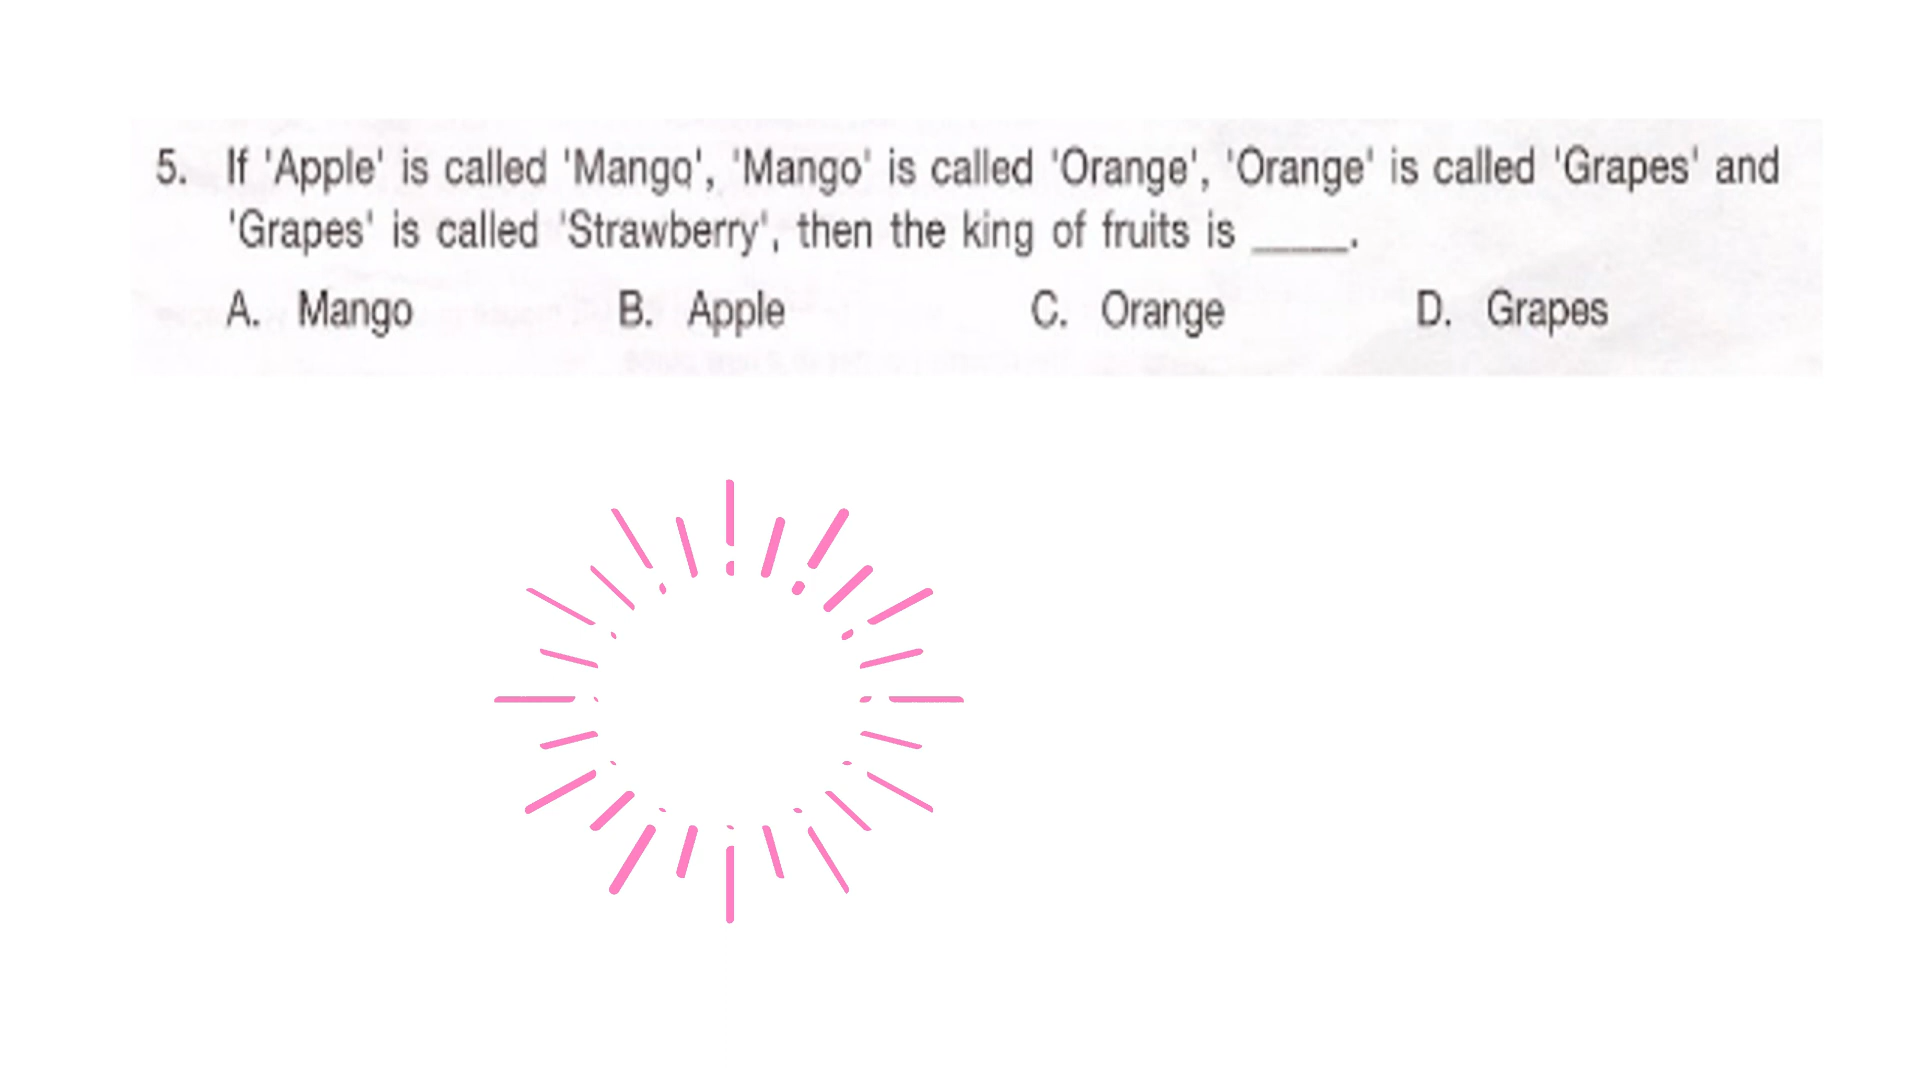 5. If 'Apple' is called 'Mango', 'Mango' is called 'Orange', 'Orange' is called 'Grapes' and
'Grapes' is called 'Strawberry', then the king of fruits is _____.
A. Mango B. Apple C. Orange D. Grapes